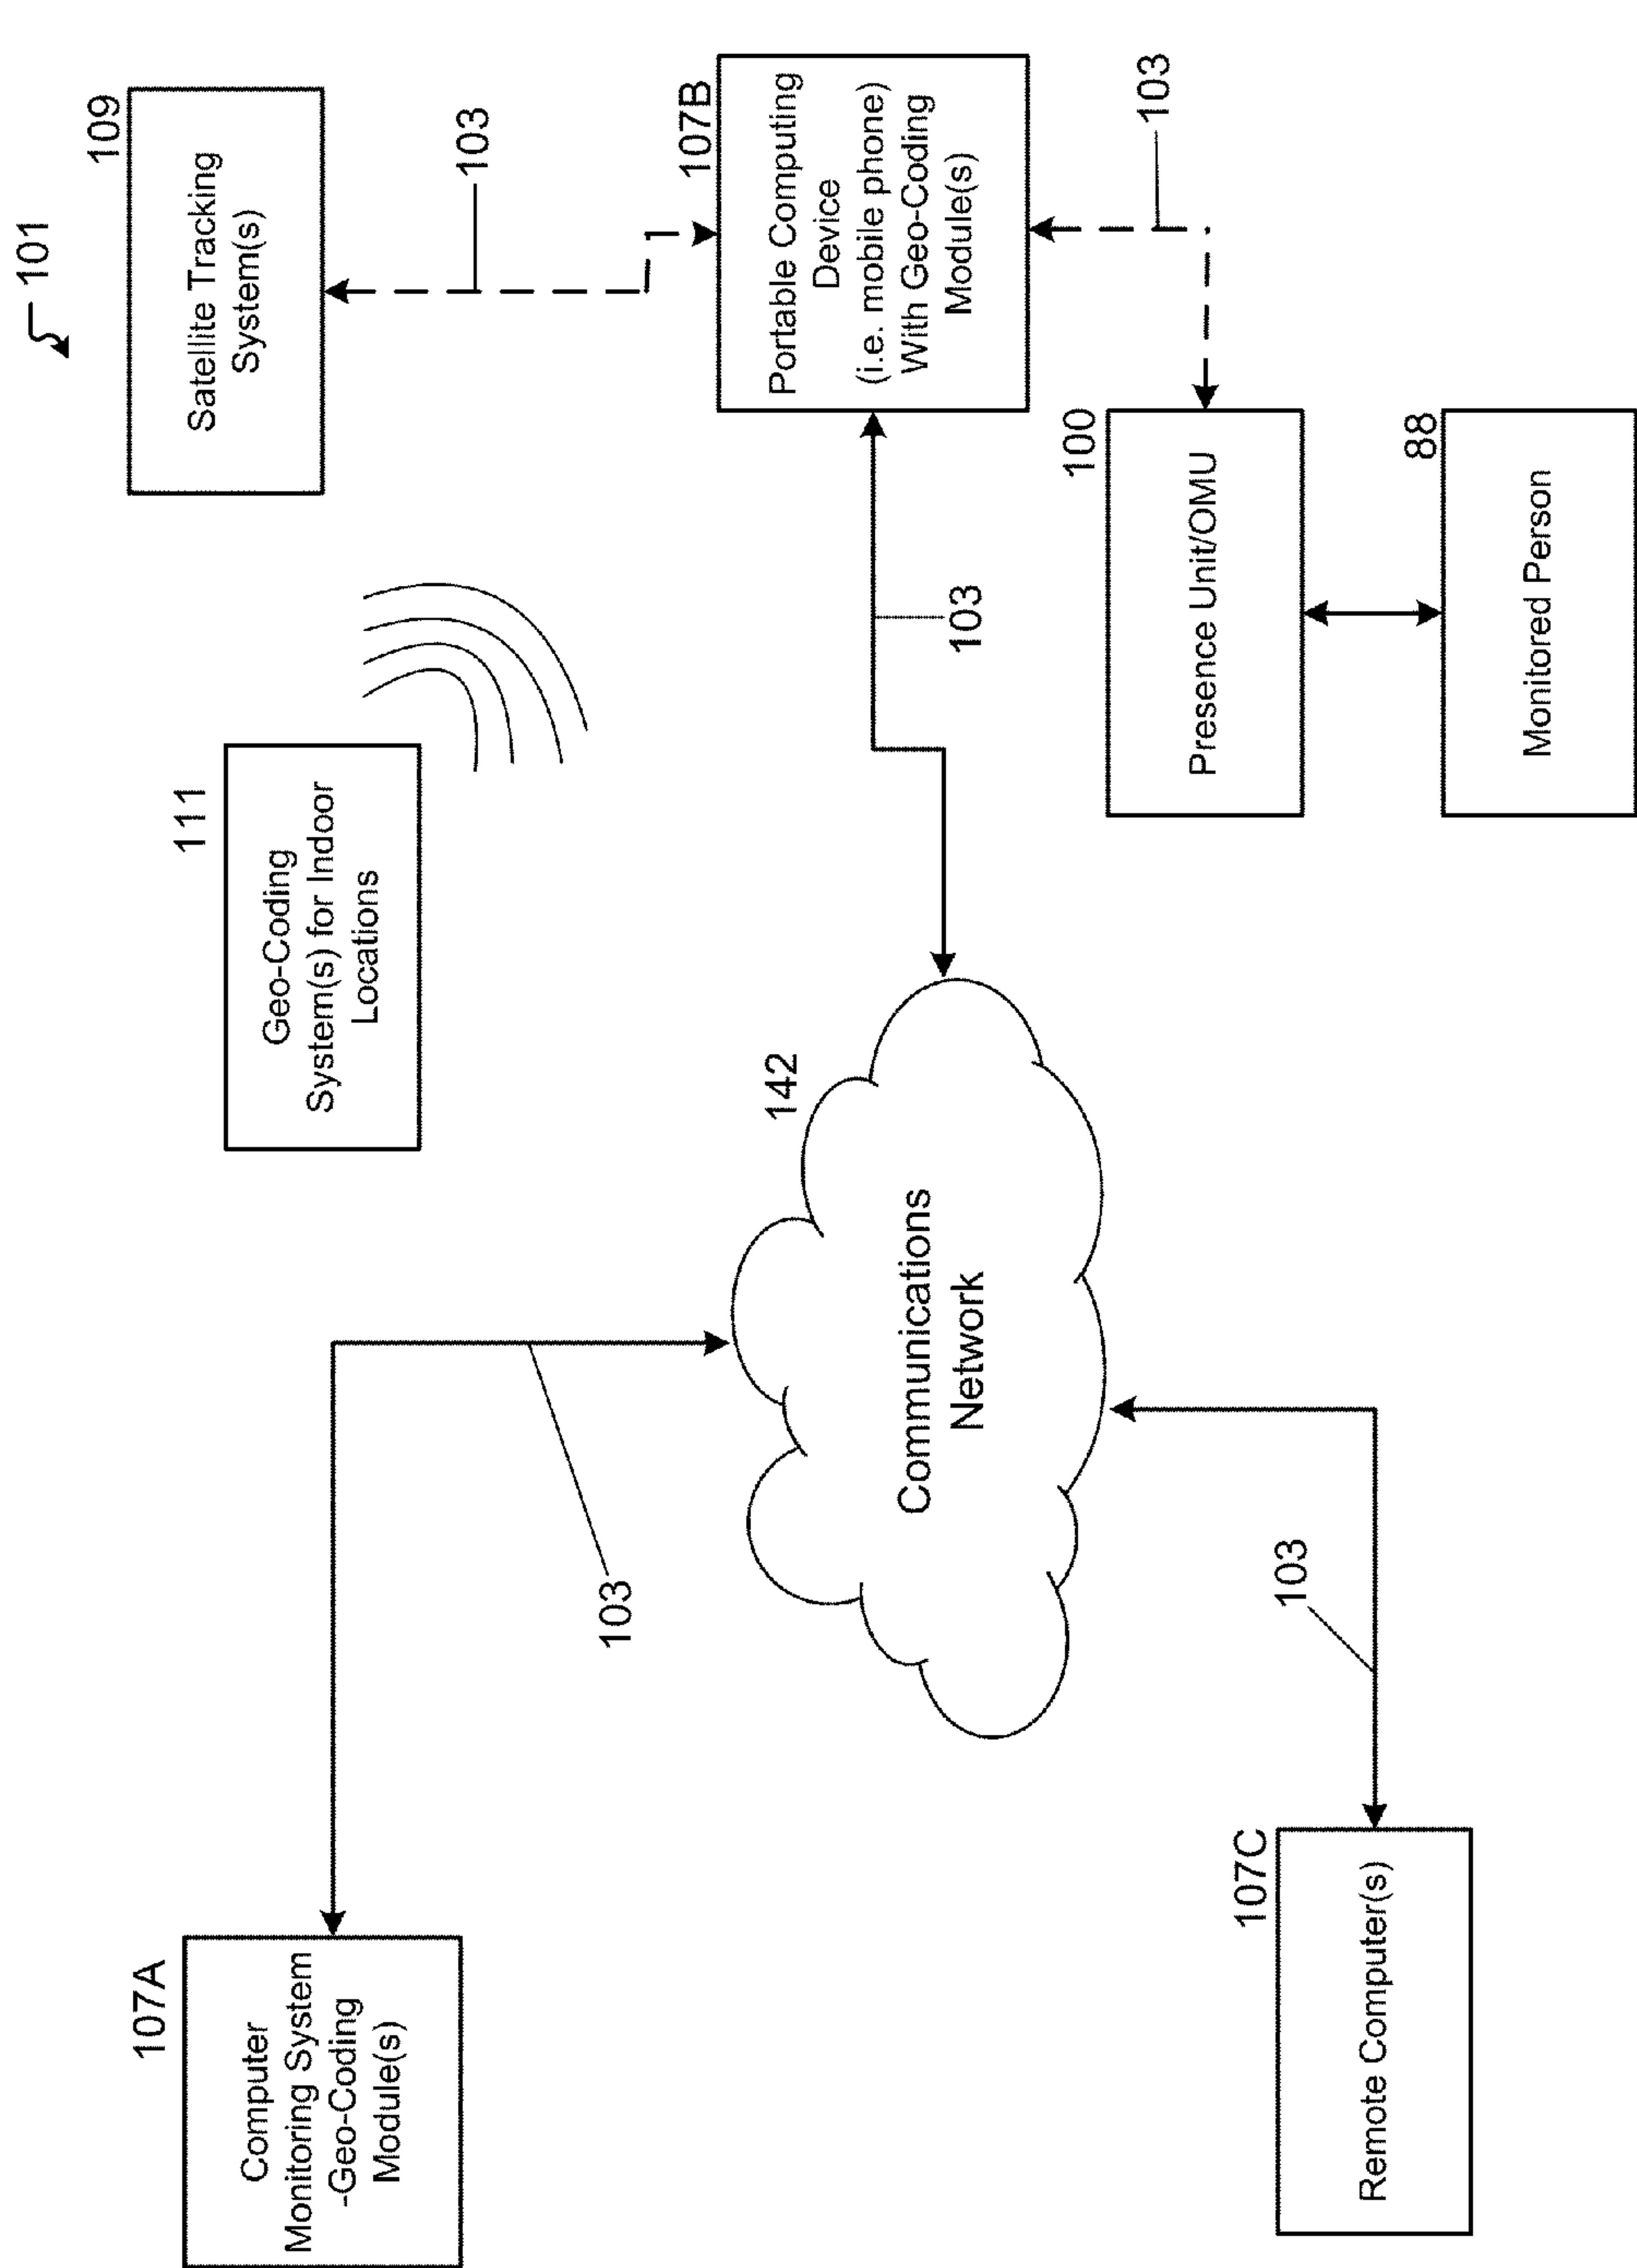 101
109
Satellite Tracking
System(s)
103
111
Geo-Coding
System(s) for Indoor
Locations
107A
Computer
Monitoring System
-Geo-Coding
Module(s)
103
142
Communications
Network
103
107B
Portable Computing
Device
(i.e. mobile phone)
With Geo-Coding
Module(s)
103
100
Presence Unit/OMU
88
Monitored Person
107C
Remote Computer(s)
103